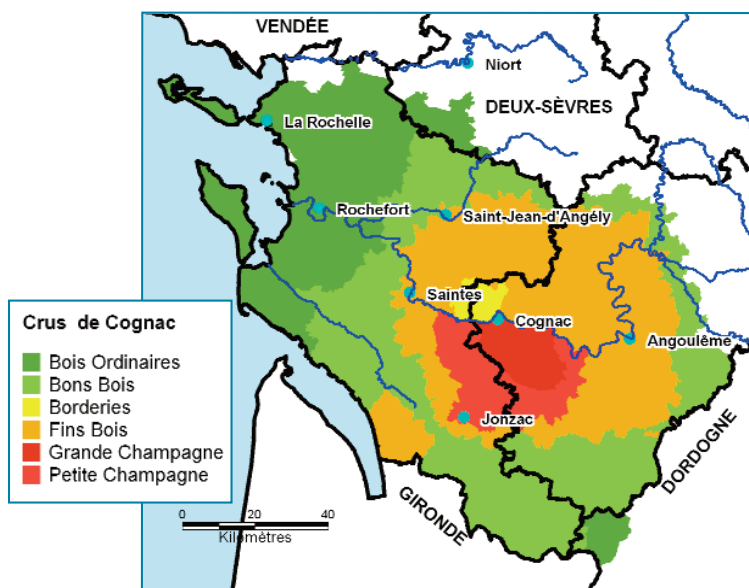 VENDÉE
Niort
DEUX-SÈVRES
La Rochelle
Rochefort
Saint-Jean-d'Angély
Saintes
Cognac
Angoulême
Jonzac
DORDOGNE
GIRONDE
Crus de Cognac
Bois Ordinaires
Bons Bois
Borderies
Fins Bois
Grande Champagne
Petite Champagne
0 20 40
Kilomètres